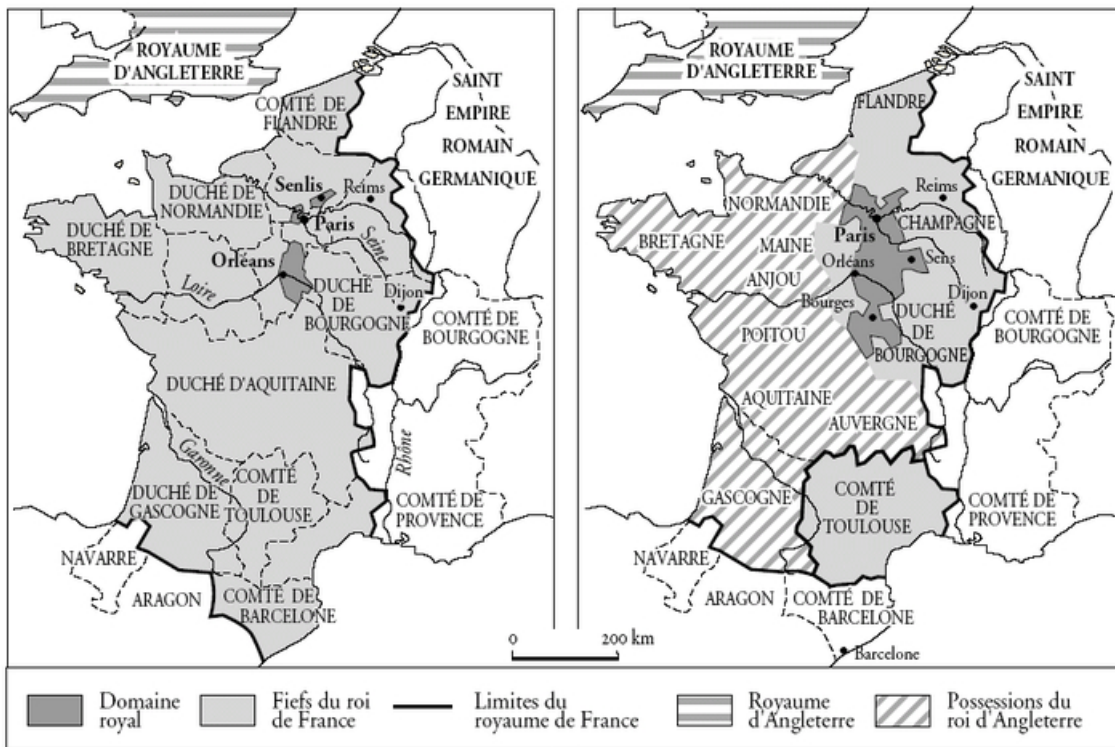 ROYAUME
D'ANGLETERRE
SAINT
EMPIRE
ROMAIN
GERMANIQUE
COMTÉ DE
FLANDRE
Senlis
Reims
DUCHÉ DE
NORMANDIE
Paris
DUCHÉ DE
BRETAGNE
Seine
Orléans
Loire
DUCHÉ
DE
BOURGOGNE
Dijon
COMTÉ DE
BOURGOGNE
DUCHÉ D'AQUITAINE
Garonne
Rhône
COMTÉ
DE
TOULOUSE
DUCHÉ DE
GASCOGNE
COMTÉ DE
PROVENCE
NAVARRE
ARAGON
COMTÉ DE
BARCELONE
ROYAUME
D'ANGLETERRE
SAINT
EMPIRE
ROMAIN
GERMANIQUE
FLANDRE
Reims
NORMANDIE
CHAMPAGNE
Paris
BRETAGNE
MAINE
Orléans
Sens
ANJOU
Bourges
DUCHÉ
DE
BOURGOGNE
Dijon
COMTÉ DE
BOURGOGNE
POITOU
AQUITAINE
AUVERGNE
GASCOGNE
COMTÉ
DE
TOULOUSE
COMTÉ DE
PROVENCE
NAVARRE
ARAGON
COMTÉ DE
BARCELONE
Barcelone
0 200 km
Domaine
royal
Fiefs du roi
de France
Limites du
royaume de France
Royaume
d'Angleterre
Possessions du
roi d'Angleterre